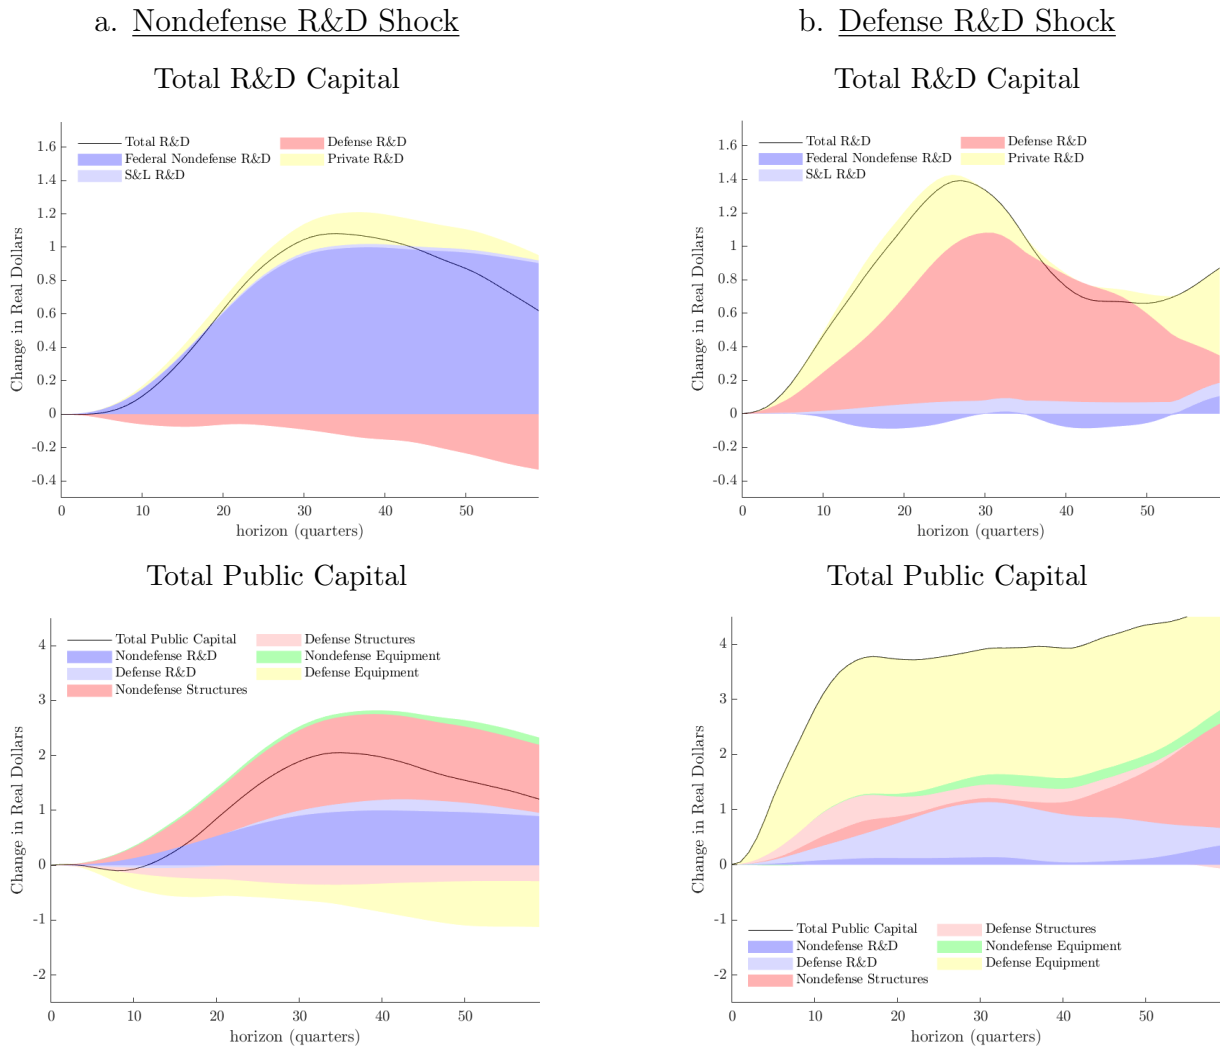 a. Nondefense R&D Shock
b. Defense R&D Shock
Total R&D Capital
Total R&D
Federal Nondefense R&D
S&L R&D
Defense R&D
Private R&D
Change in Real Dollars
1.6
1.4
1.2
1
0.8
0.6
0.4
0.2
0
-0.2
-0.4
0
10
20
30
40
50
horizon (quarters)
Total R&D Capital
Total R&D
Federal Nondefense R&D
S&L R&D
Defense R&D
Private R&D
Change in Real Dollars
1.6
1.4
1.2
1
0.8
0.6
0.4
0.2
0
-0.2
-0.4
0
10
20
30
40
50
horizon (quarters)
Total Public Capital
Total Public Capital
Nondefense R&D
Defense R&D
Nondefense Structures
Defense Structures
Nondefense Equipment
Defense Equipment
Change in Real Dollars
4
3
2
1
0
-1
-2
0
10
20
30
40
50
horizon (quarters)
Total Public Capital
Change in Real Dollars
4
3
2
1
0
-1
-2
Total Public Capital
Nondefense R&D
Defense R&D
Nondefense Structures
Defense Structures
Nondefense Equipment
Defense Equipment
0
10
20
30
40
50
horizon (quarters)